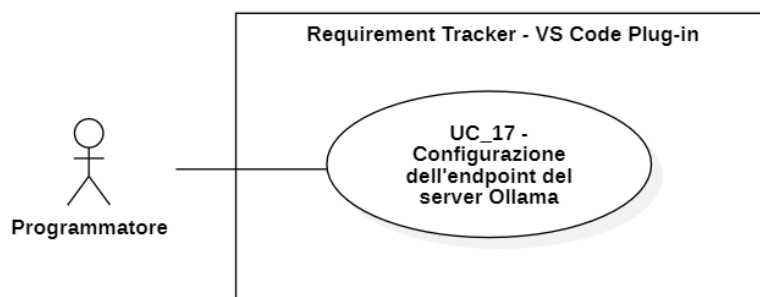 Requirement Tracker - VS Code Plug-in
UC_17 -
Configurazione
dell'endpoint del
server Ollama
Programmatore